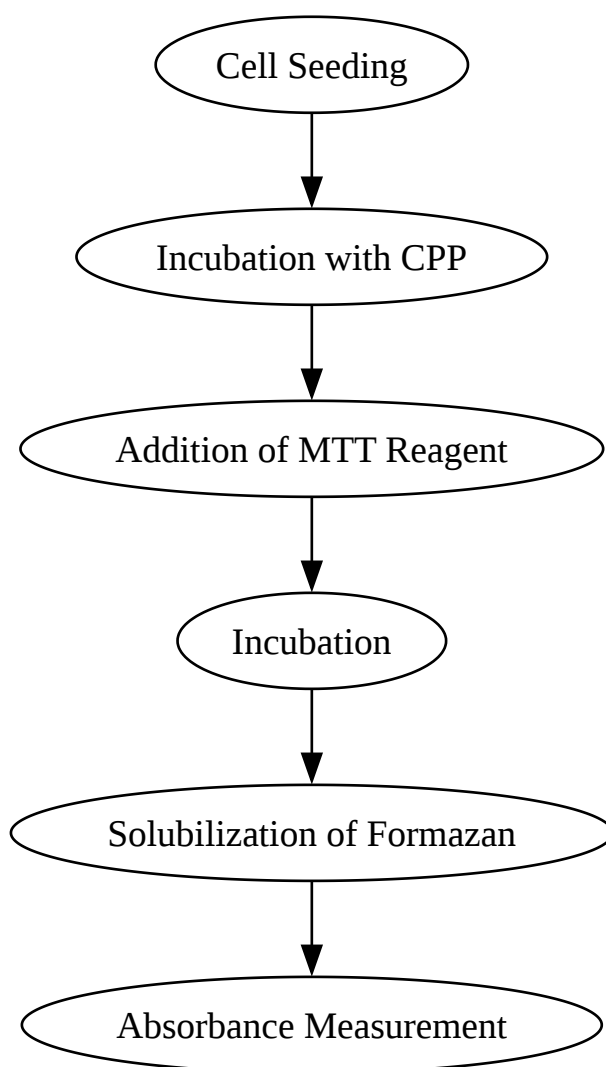 Cell Seeding
Incubation with CPP
Addition of MTT Reagent
Incubation
Solubilization of Formazan
Absorbance Measurement